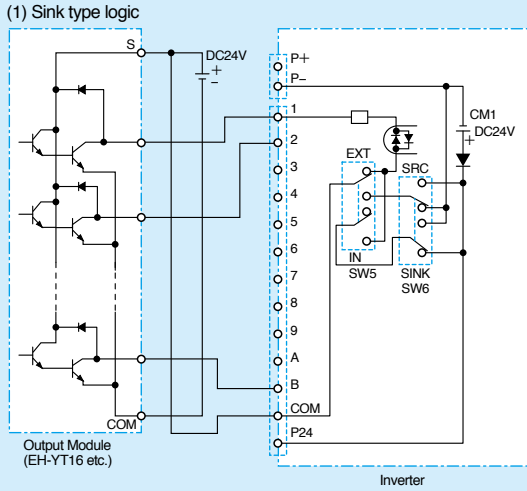 (1) Sink type logic
S
DC24V
+
−
COM
Output Module
(EH-YT16 etc.)
P+
P−
1
2
3
4
5
6
7
8
9
A
B
COM
P24
EXT
IN
SW5
SRC
SINK
SW6
CM1
DC24V
+
Inverter